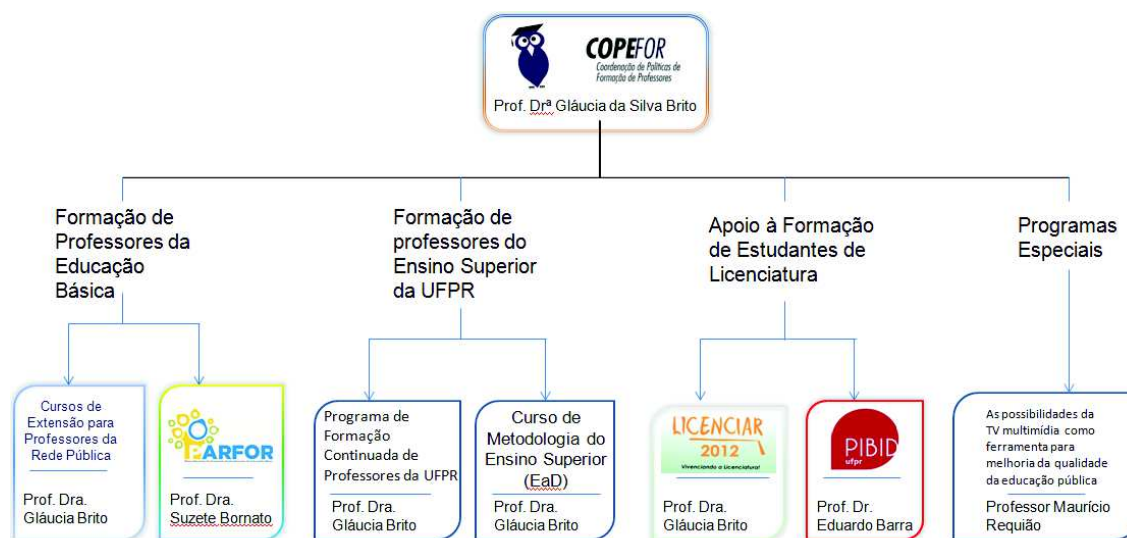 COPEFOR
Coordenação de Políticas de
Formação de Professores
Prof. Drª Gláucia da Silva Brito
Formação de
Professores da
Educação
Básica
Formação de
professores do
Ensino Superior
da UFPR
Apoio à Formação
de Estudantes de
Licenciatura
Programas
Especiais
Cursos de
Extensão para
Professores da
Rede Pública
Prof. Dra.
Gláucia Brito
PARFOR
Prof. Dra.
Suzete Bornato
Programa de
Formação
Continuada de
Professores da UFPR
Prof. Dra.
Gláucia Brito
Curso de
Metodologia do
Ensino Superior
(EaD)
Prof. Dra.
Gláucia Brito
LICENCIAR
2012
Vivenciando a Licenciatura!
Prof. Dra.
Gláucia Brito
PIBID
ufpr
Prof. Dr.
Eduardo Barra
As possibilidades da
TV multimídia como
ferramenta para
melhoria da qualidade
da educação pública
Professor Maurício
Requião